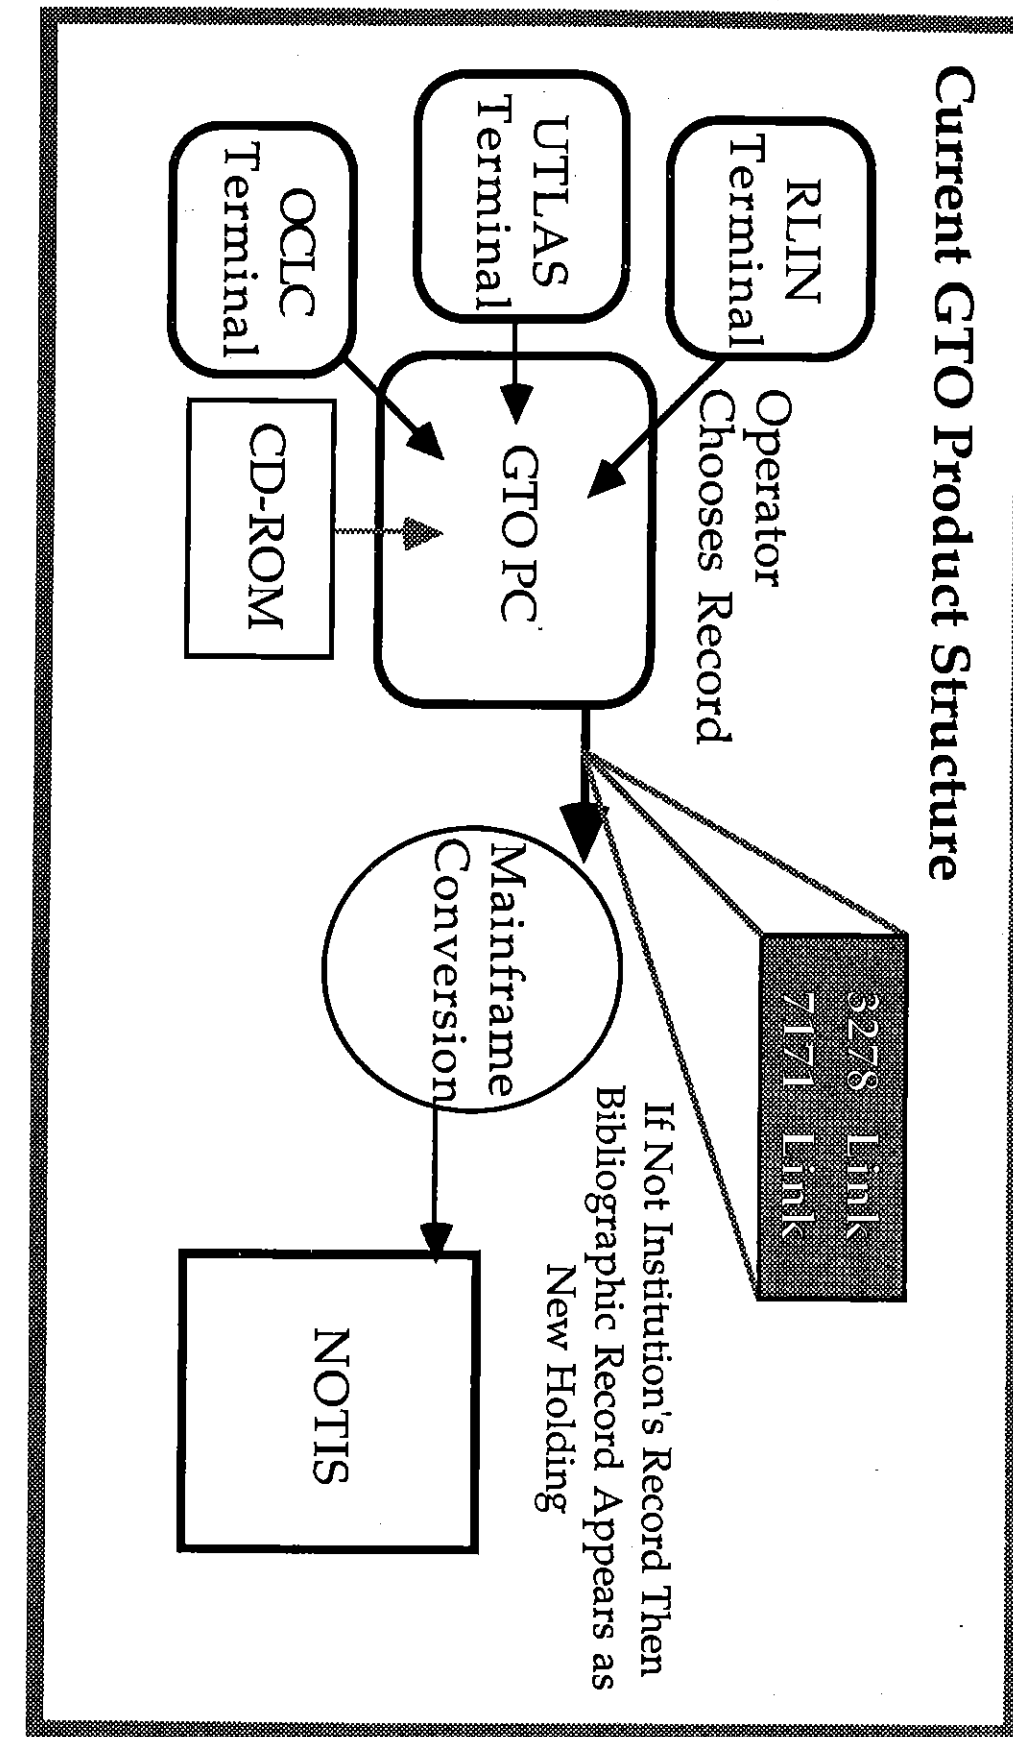 Current GTO Product Structure
RLIN
Terminal
UTLAS
Terminal
OCLC
Terminal
Operator
Chooses Record
GTO PC
CD-ROM
3278 Link
7171 Link
Mainframe
Conversion
If Not Institution's Record Then
Bibliographic Record Appears as
New Holding
NOTIS